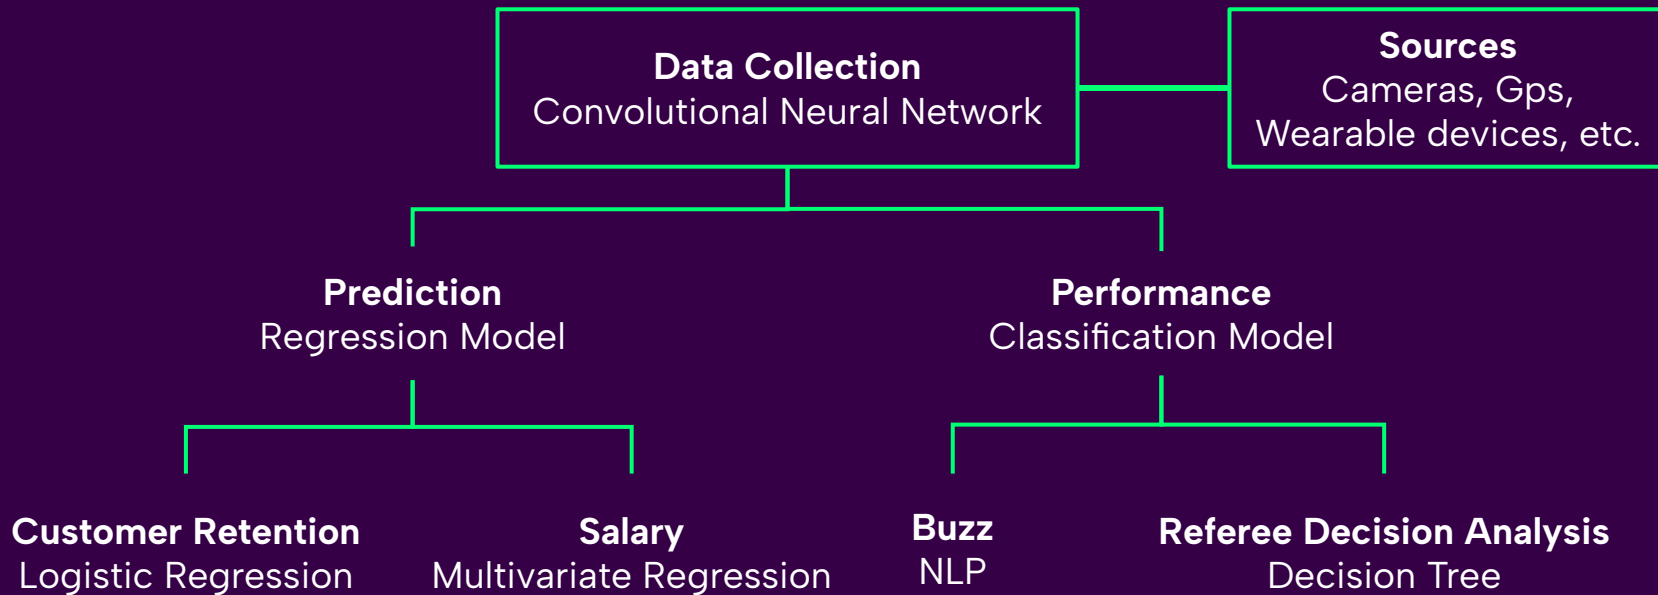 Data Collection
Convolutional Neural Network
Sources
Cameras, Gps,
Wearable devices, etc.
Prediction
Regression Model
Performance
Classification Model
Customer Retention
Logistic Regression
Salary
Multivariate Regression
Buzz
NLP
Referee Decision Analysis
Decision Tree